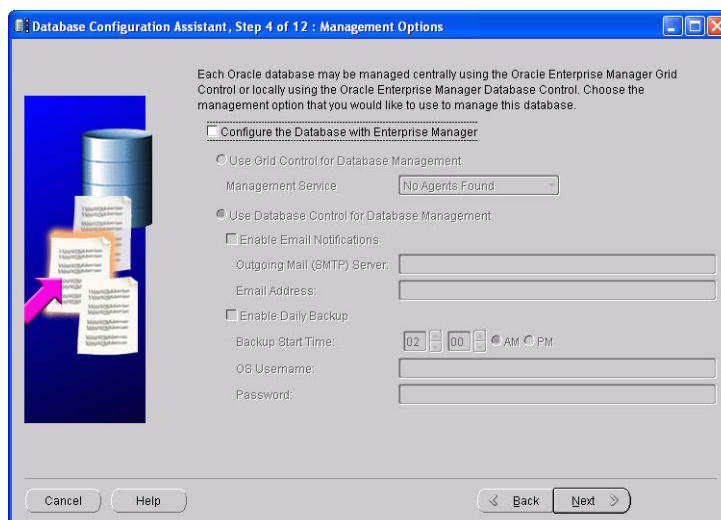 Database Configuration Assistant, Step 4 of 12 : Management Options
Each Oracle database may be managed centrally using the Oracle Enterprise Manager Grid
Control or locally using the Oracle Enterprise Manager Database Control. Choose the
management option that you would like to use to manage this database.
Configure the Database with Enterprise Manager
Use Grid Control for Database Management
Management Service No Agents Found
Use Database Control for Database Management
Enable Email Notifications
Outgoing Mail (SMTP) Server:
Email Address:
Enable Daily Backup
Backup Start Time: 02 00 AM PM
OS Username:
Password:
Cancel Help Back Next